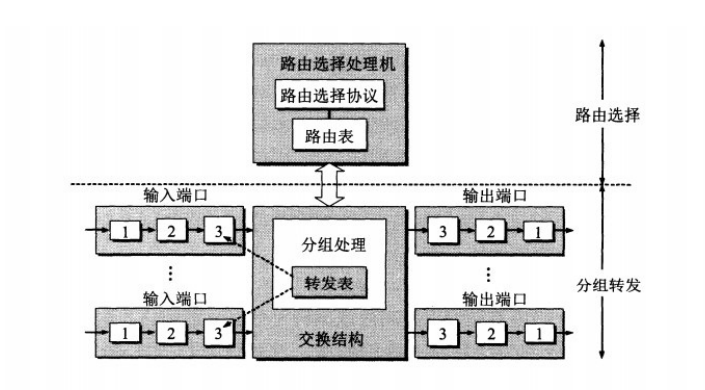 路由选择处理机
路由选择协议
路由表
路由选择
输入端口
输出端口
1 2 3
3 2 1
分组处理
转发表
分组转发
输入端口
输出端口
1 2 3
3 2 1
交换结构